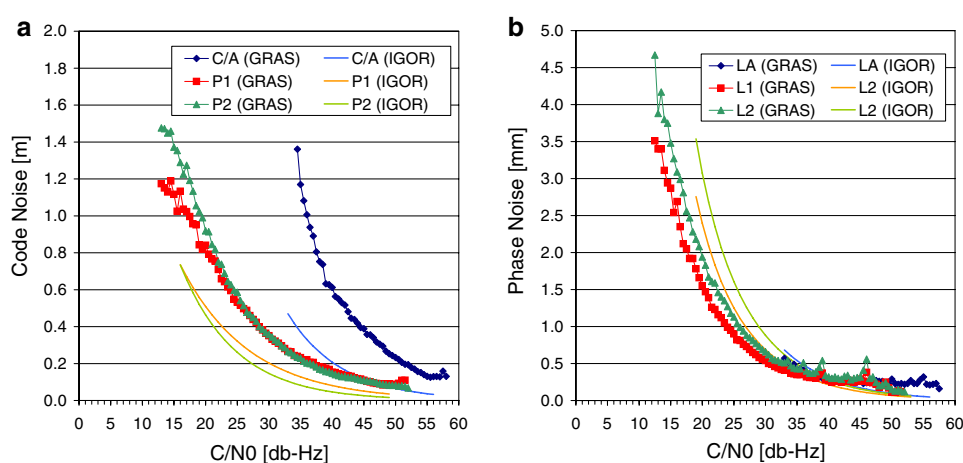 a
2.0
1.8
1.6
1.4
1.2
1.0
0.8
0.6
0.4
0.2
0.0
Code Noise [m]
C/A (GRAS) C/A (IGOR)
P1 (GRAS) P1 (IGOR)
P2 (GRAS) P2 (IGOR)
10 15 20 25 30 35 40 45 50 55 60
C/N0 [db-Hz]
b
5.0
4.5
4.0
3.5
3.0
2.5
2.0
1.5
1.0
0.5
0.0
Phase Noise [mm]
LA (GRAS) LA (IGOR)
L1 (GRAS) L2 (IGOR)
L2 (GRAS) L2 (IGOR)
10 15 20 25 30 35 40 45 50 55 60
C/N0 [db-Hz]